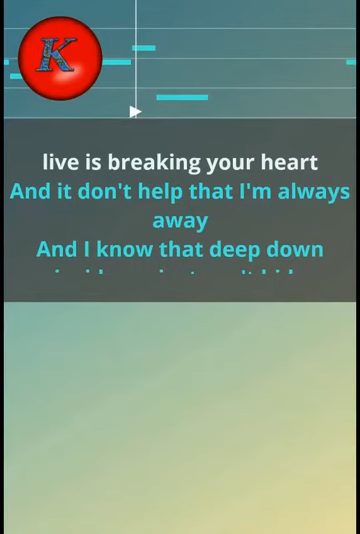 K
live is breaking your heart
And it don't help that I'm always
away
And I know that deep down